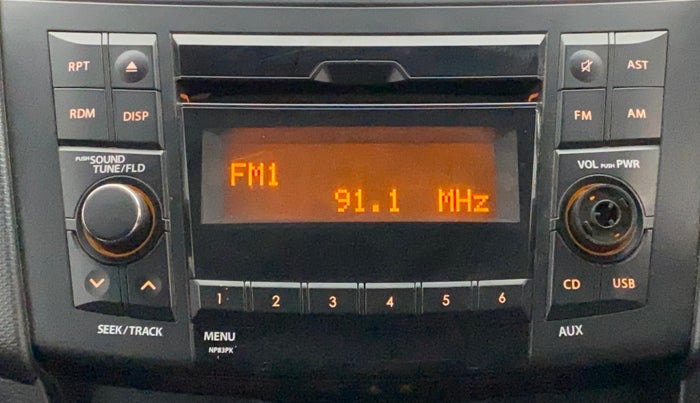 RPT
AST
RDM
DISP
FM
AM
PUSH SOUND
TUNE/FLD
VOL PUSH PWR
FM1
91.1 MHz
CD
USB
1 2 3 4 5 6
SEEK/TRACK
MENU
AUX
NP83PK